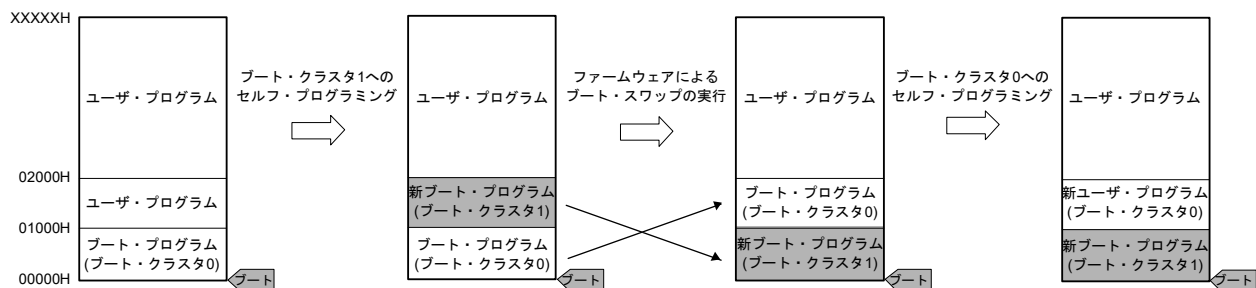 XXXXXH
ユーザ・プログラム
02000H
ユーザ・プログラム
01000H
ブート・プログラム
(ブート・クラスタ0)
00000H
ブート
ブート・クラスタ1への
セルフ・プログラミング
ユーザ・プログラム
新ブート・プログラム
(ブート・クラスタ1)
ブート・プログラム
(ブート・クラスタ0)
ブート
ファームウェアによる
ブート・スワップの実行
ユーザ・プログラム
ブート・プログラム
(ブート・クラスタ0)
新ブート・プログラム
(ブート・クラスタ1)
ブート
ブート・クラスタ0への
セルフ・プログラミング
ユーザ・プログラム
新ユーザ・プログラム
(ブート・クラスタ0)
新ブート・プログラム
(ブート・クラスタ1)
ブート